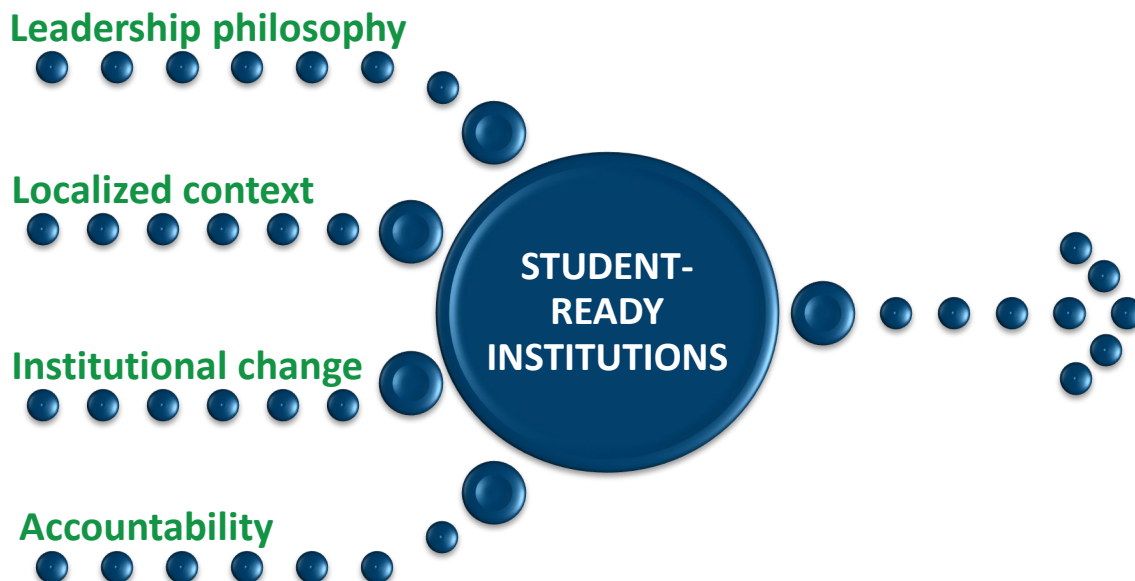 Leadership philosophy
Localized context
STUDENT-
READY
INSTITUTIONS
Institutional change
Accountability